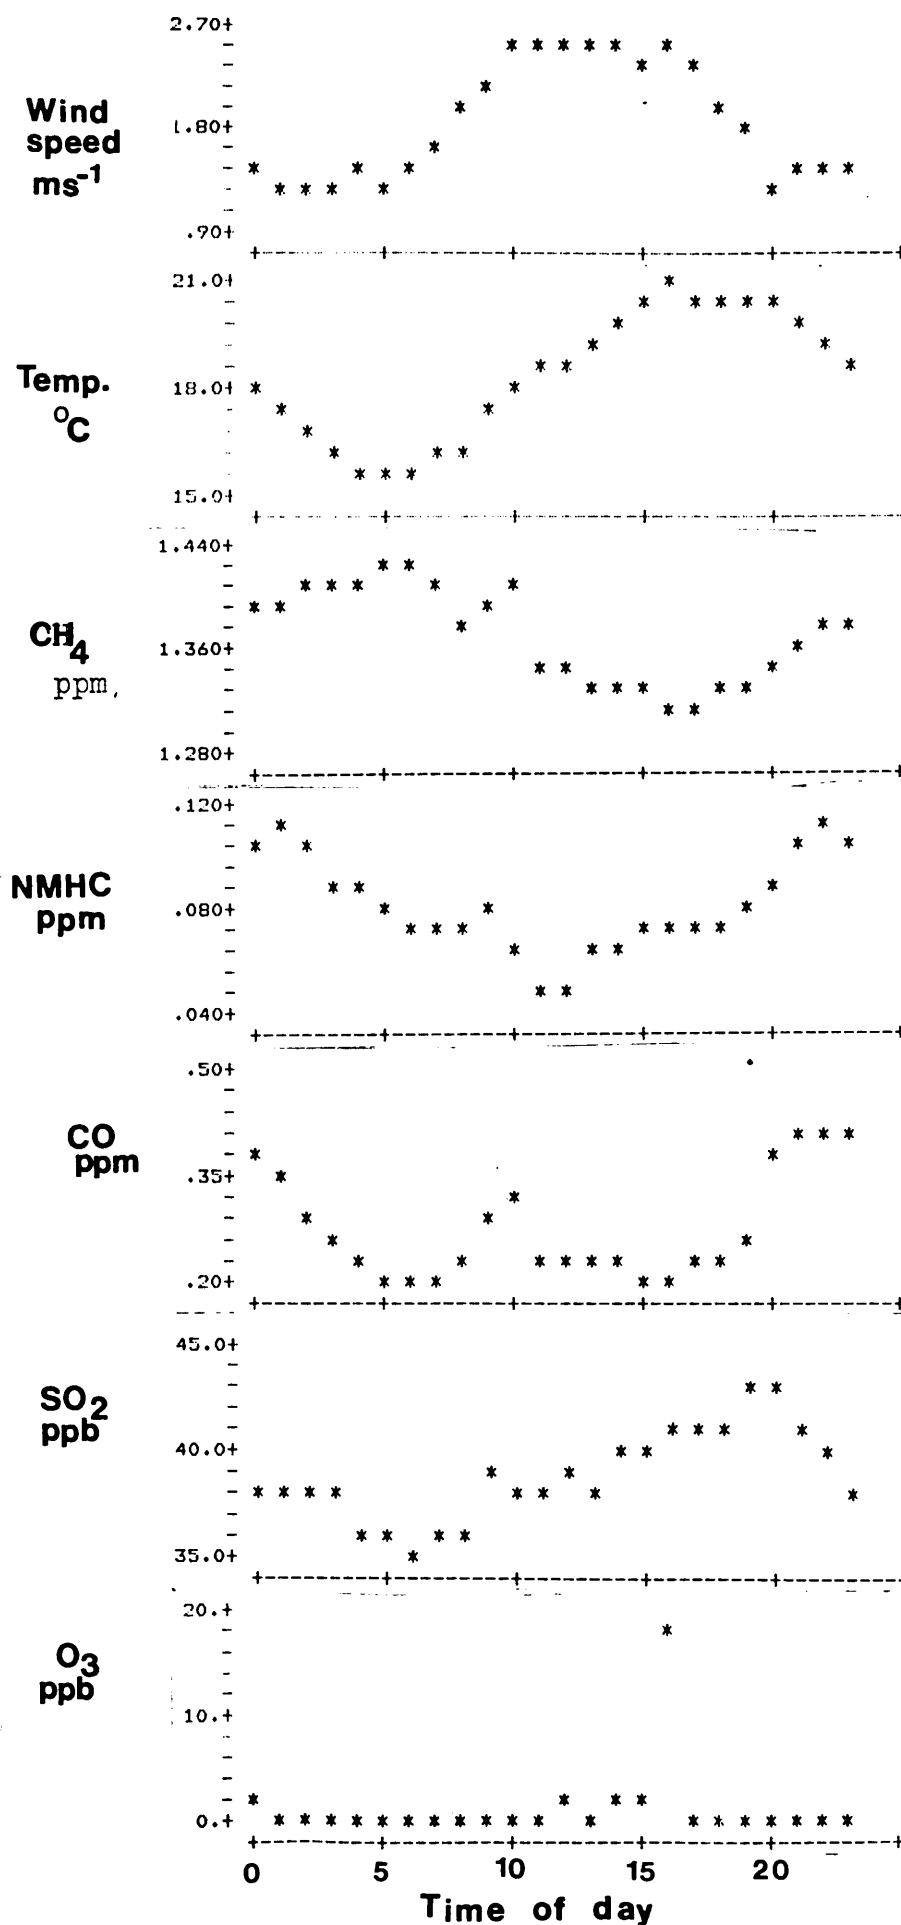 2.70+
Wind
speed
ms-1
1.80+
.90+
21.0+
Temp.
°C
18.0+
15.0+
1.440+
CH4
ppm.
1.360+
1.280+
.120+
NMHC
ppm
.080+
.040+
.50+
CO
ppm
.35+
.20+
45.0+
SO2
ppb
40.0+
35.0+
20.+
O3
ppb
10.+
0.+
0 5 10 15 20
Time of day